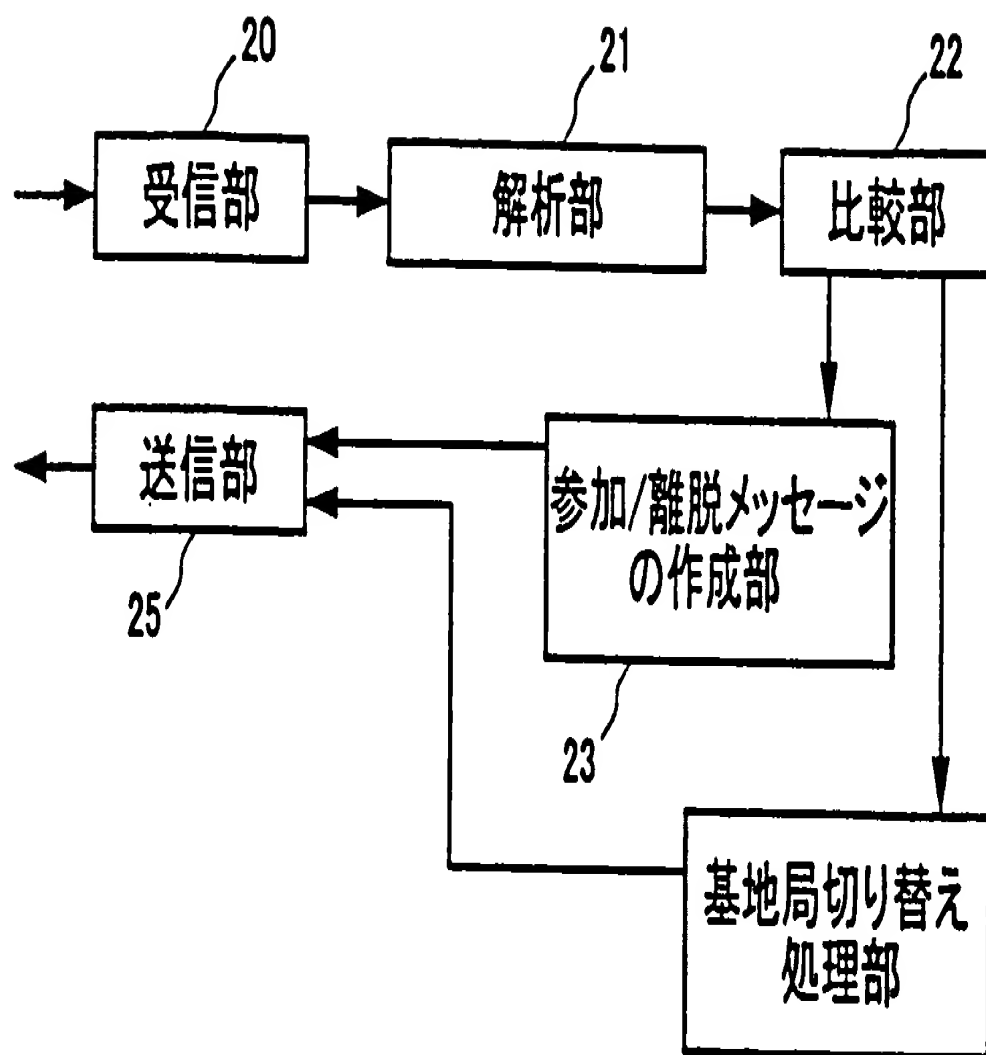 20
21
22
受信部
解析部
比較部
送信部
25
参加/離脱メッセージ
の作成部
23
基地局切り替え
処理部